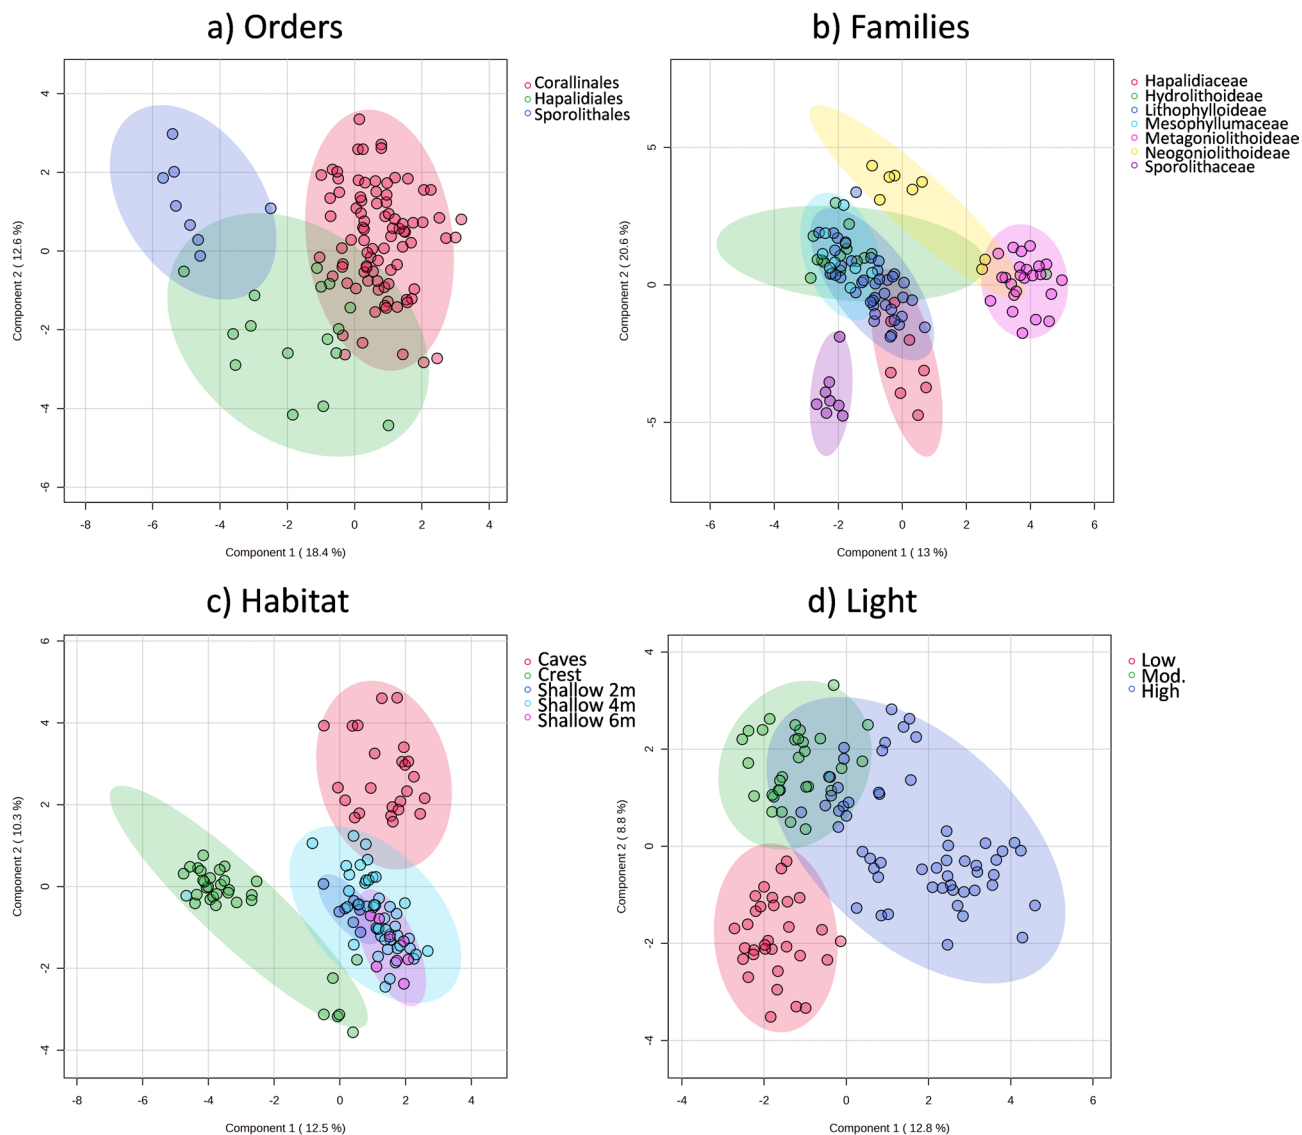 a) Orders
4
2
0
-2
-4
-6
Component 2 ( 12.6 %)
-8
-6
-4
-2
0
2
4
Component 1 ( 18.4 %)
Corallinales
Hapalidiales
Sporolithales
b) Families
5
0
-5
Component 2 ( 20.6 %)
-6
-4
-2
0
2
4
6
Component 1 ( 13 %)
Hapalidiaceae
Hydrolithoideae
Lithophylloideae
Mesophyllumaceae
Metagoniolithoideae
Neogoniolithoideae
Sporolithaceae
c) Habitat
6
4
2
0
-2
-4
Component 2 ( 10.3 %)
-8
-6
-4
-2
0
2
4
Component 1 ( 12.5 %)
Caves
Crest
Shallow 2m
Shallow 4m
Shallow 6m
d) Light
4
2
0
-2
-4
Component 2 ( 8.8 %)
-4
-2
0
2
4
6
Component 1 ( 12.8 %)
Low
Mod.
High